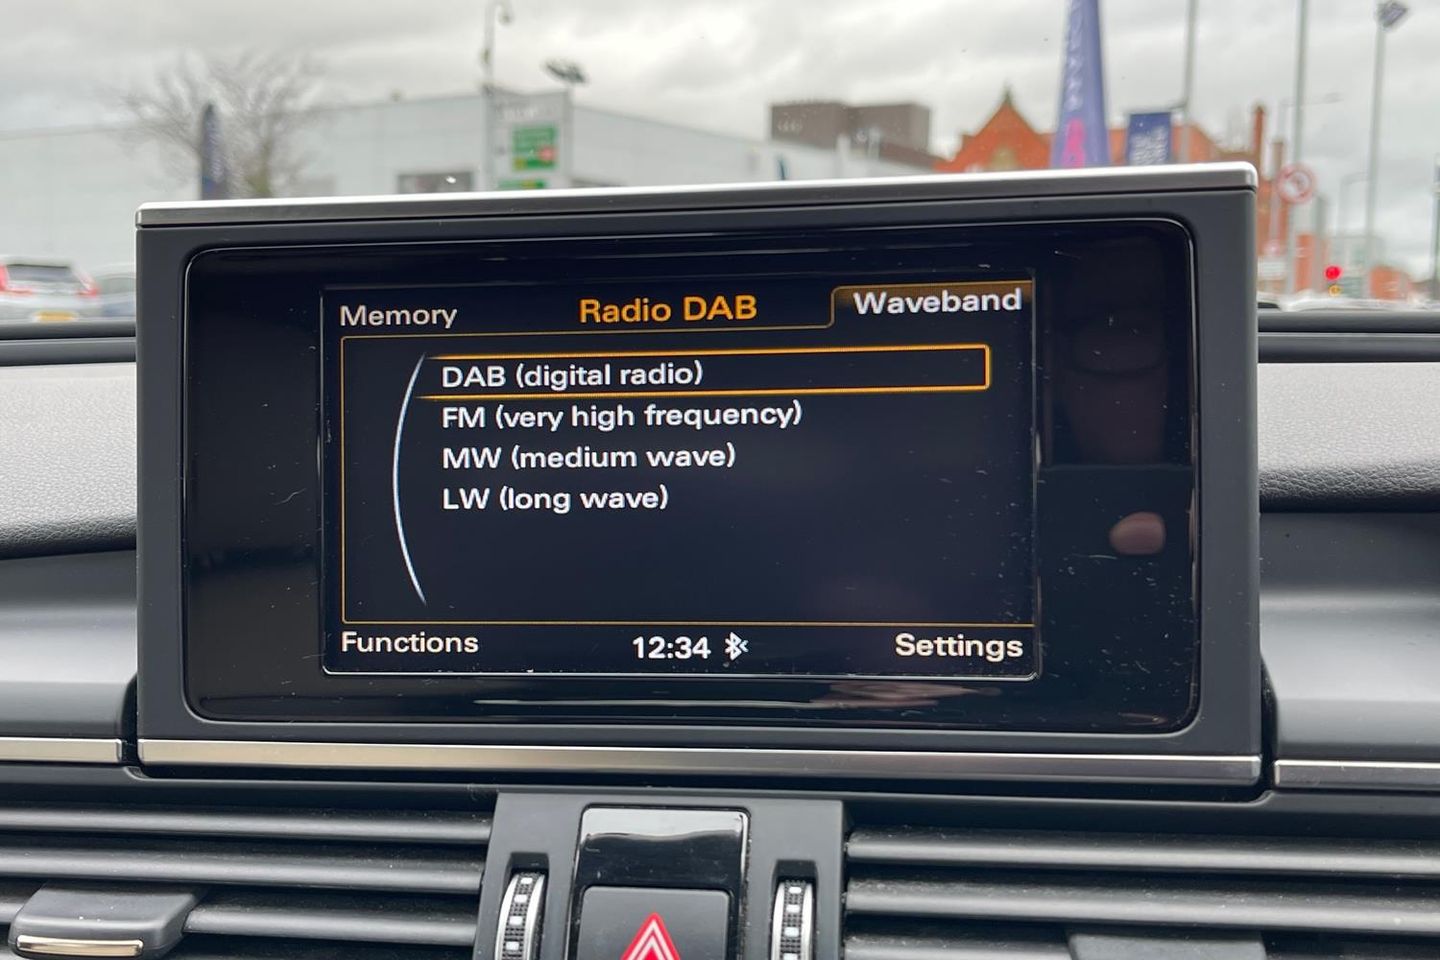 Memory Radio DAB Waveband
DAB (digital radio)
FM (very high frequency)
MW (medium wave)
LW (long wave)
Functions 12:34 Settings